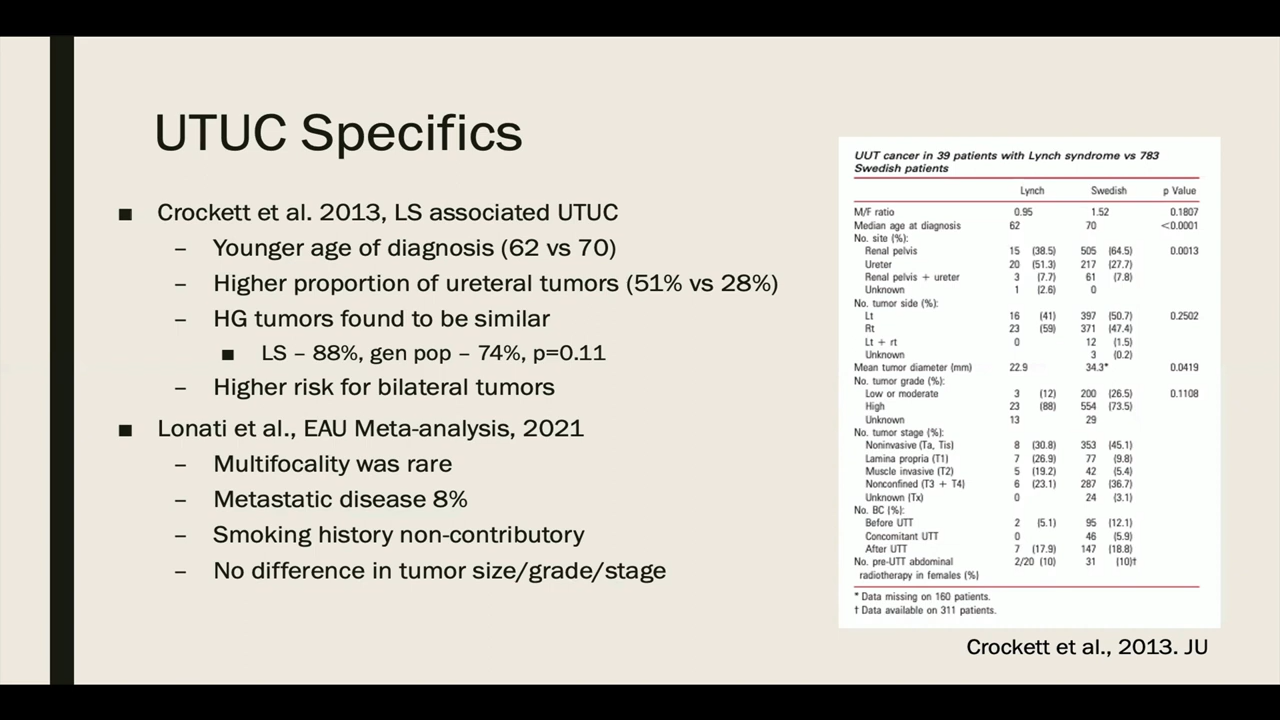 UTUC Specifics
■ Crockett et al. 2013, LS associated UTUC
– Younger age of diagnosis (62 vs 70)
– Higher proportion of ureteral tumors (51% vs 28%)
– HG tumors found to be similar
■ LS – 88%, gen pop – 74%, p=0.11
– Higher risk for bilateral tumors
■ Lonati et al., EAU Meta-analysis, 2021
– Multifocality was rare
– Metastatic disease 8%
– Smoking history non-contributory
– No difference in tumor size/grade/stage
UUT cancer in 39 patients with Lynch syndrome vs 783
Swedish patients
Lynch Swedish p Value
M/F ratio 0.95 1.52 0.1807
Median age at diagnosis 62 70 <0.0001
No. site (%):
Renal pelvis 15 (38.5) 505 (64.5) 0.0013
Ureter 20 (51.3) 217 (27.7)
Renal pelvis + ureter 3 (7.7) 61 (7.8)
Unknown 1 (2.6) 0
No. tumor side (%):
Lt 16 (41) 397 (50.7) 0.2502
Rt 23 (59) 371 (47.4)
Lt + rt 0 12 (1.5)
Unknown 3 (0.2)
Mean tumor diameter (mm) 22.9 34.3* 0.0419
No. tumor grade (%):
Low or moderate 3 (12) 200 (26.5) 0.1108
High 23 (88) 554 (73.5)
Unknown 13 29
No. tumor stage (%):
Noninvasive (Ta, Tis) 8 (30.8) 353 (45.1)
Lamina propria (T1) 7 (26.9) 77 (9.8)
Muscle invasive (T2) 5 (19.2) 42 (5.4)
Nonconfined (T3 + T4) 6 (23.1) 287 (36.7)
Unknown (Tx) 0 24 (3.1)
No. BC (%):
Before UTT 2 (5.1) 95 (12.1)
Concomitant UTT 0 46 (5.9)
After UTT 7 (17.9) 147 (18.8)
No. pre-UTT abdominal 2/20 (10) 31 (10)†
radiotherapy in females (%)
* Data missing on 160 patients.
† Data available on 311 patients.
Crockett et al., 2013. JU